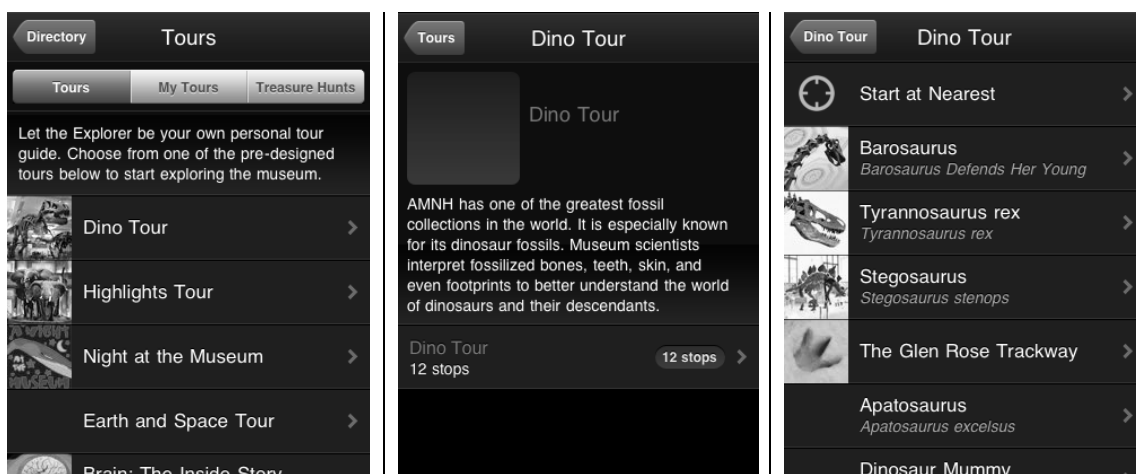 Directory
Tours
Tours
My Tours
Treasure Hunts
Let the Explorer be your own personal tour
guide. Choose from one of the pre-designed
tours below to start exploring the museum.
Dino Tour
Highlights Tour
Night at the Museum
Earth and Space Tour
Brain: The Inside Story
Tours
Dino Tour
Dino Tour
AMNH has one of the greatest fossil
collections in the world. It is especially known
for its dinosaur fossils. Museum scientists
interpret fossilized bones, teeth, skin, and
even footprints to better understand the world
of dinosaurs and their descendants.
Dino Tour
12 stops
12 stops
Dino Tour
Dino Tour
Start at Nearest
Barosaurus
Barosaurus Defends Her Young
Tyrannosaurus rex
Tyrannosaurus rex
Stegosaurus
Stegosaurus stenops
The Glen Rose Trackway
Apatosaurus
Apatosaurus excelsus
Dinosaur Mummy